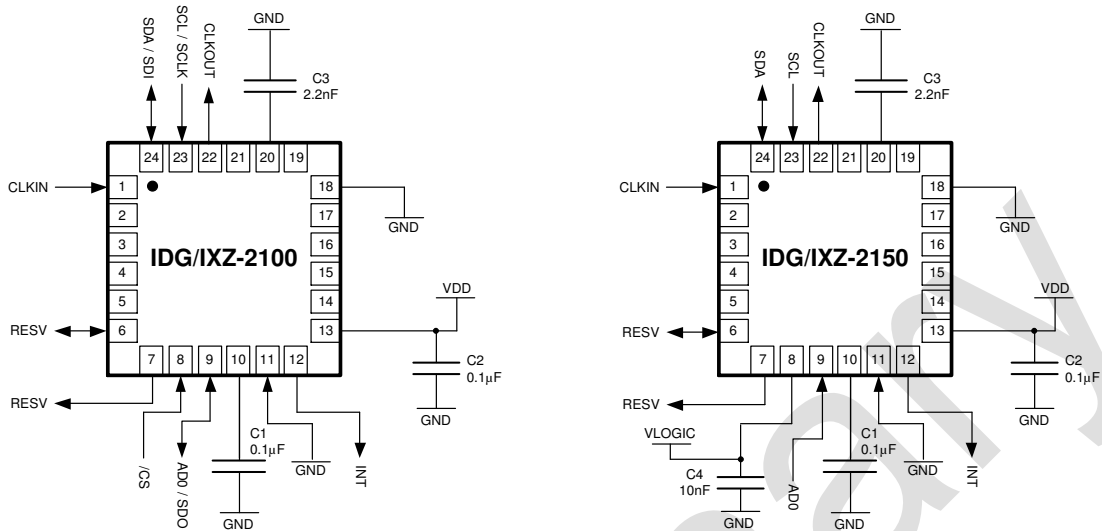 GND
SDA / SDI
SCL / SCLK
CLKOUT
C3
2.2nF
24 23 22 21 20 19
CLKIN
1
2
3
4
5
6
18
17
16
15
14
13
IDG/IXZ-2100
GND
VDD
RESV
7 8 9 10 11 12
C2
0.1µF
GND
RESV
/CS
AD0 / SDO
C1
0.1µF
GND
GND
INT
GND
SDA
SCL
CLKOUT
C3
2.2nF
24 23 22 21 20 19
CLKIN
1
2
3
4
5
6
18
17
16
15
14
13
IDG/IXZ-2150
GND
VDD
RESV
7 8 9 10 11 12
C2
0.1µF
GND
RESV
VLOGIC
C4
10nF
GND
AD0
C1
0.1µF
GND
GND
INT
ary